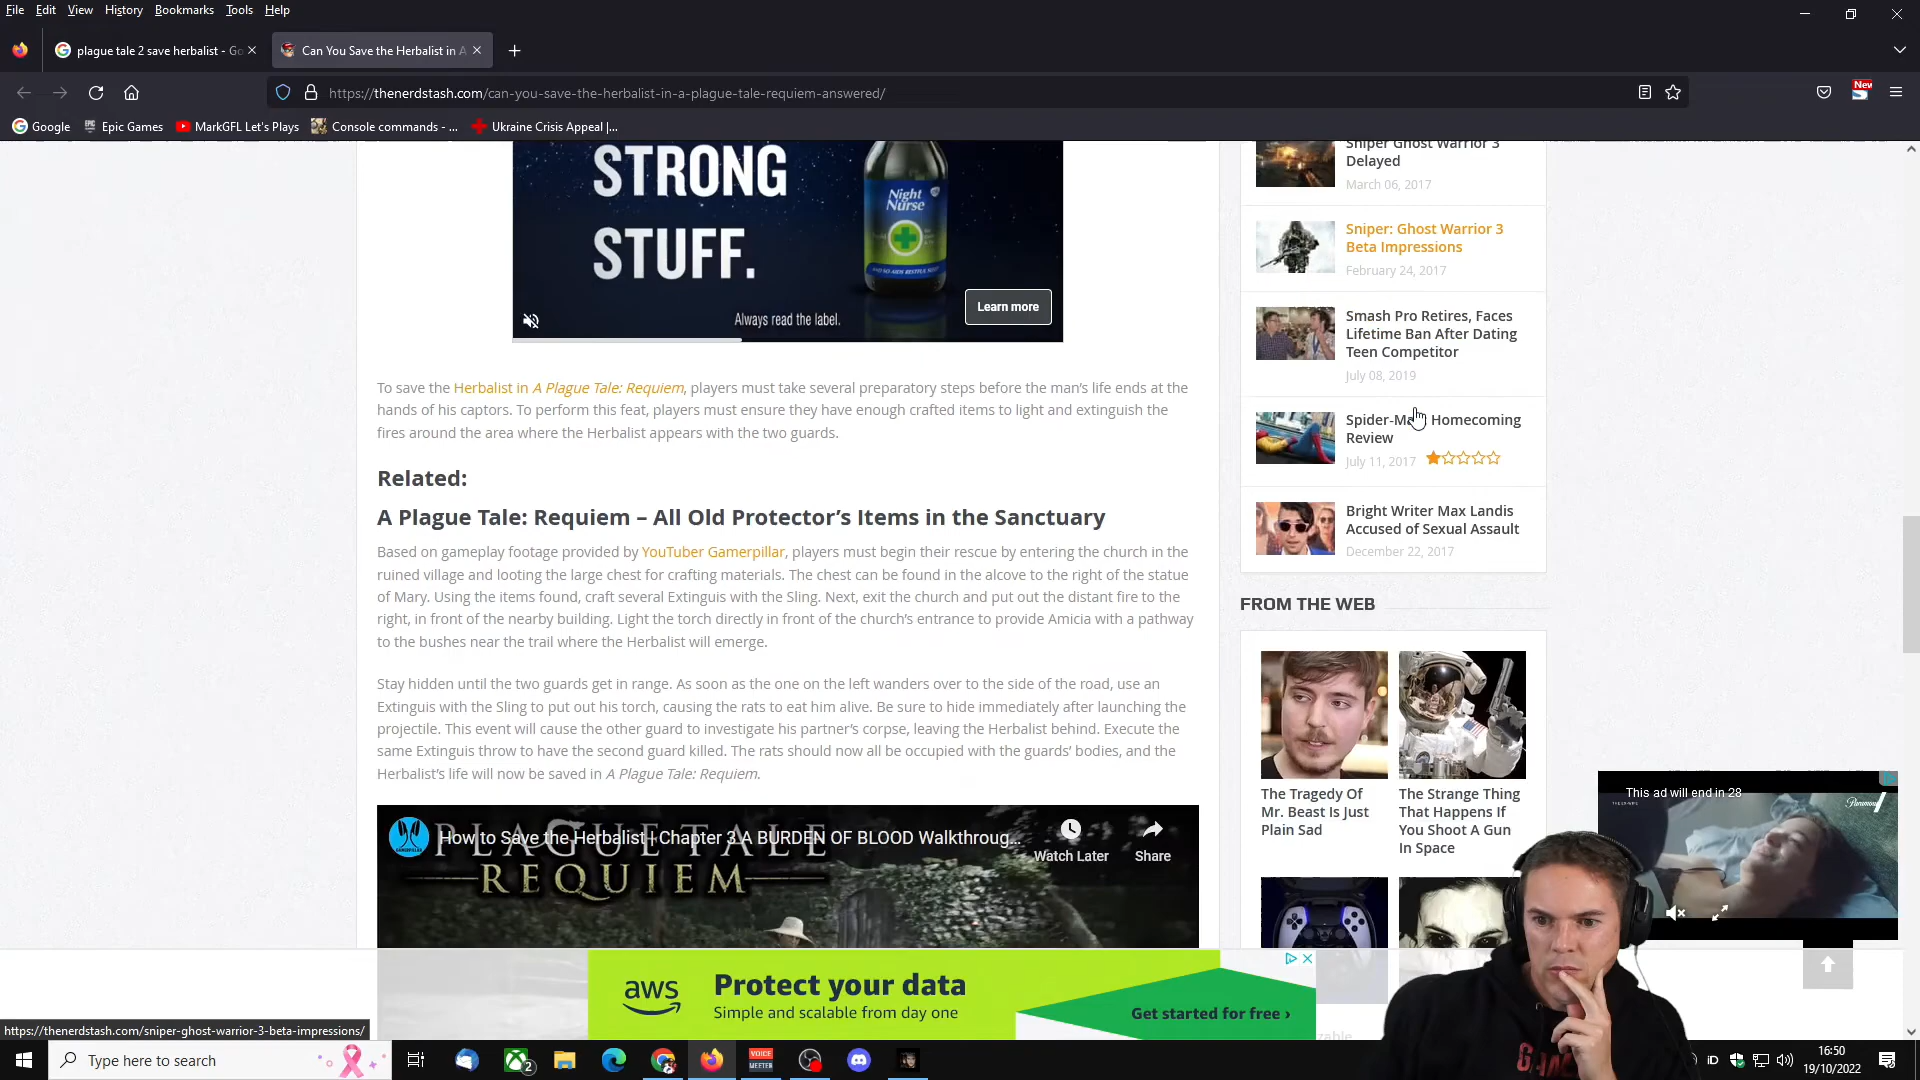 File Edit View History Bookmarks Tools Help
plague tale 2 save herbalist - Go
Can You Save the Herbalist in A
https://thenerdstash.com/can-you-save-the-herbalist-in-a-plague-tale-requiem-answered/
New
Google Epic Games MarkGFL Let's Plays Console commands - ... Ukraine Crisis Appeal |...
STRONG
STUFF.
Night
Nurse
Always read the label.
Learn more
To save the Herbalist in A Plague Tale: Requiem, players must take several preparatory steps before the man's life ends at the
hands of his captors. To perform this feat, players must ensure they have enough crafted items to light and extinguish the
fires around the area where the Herbalist appears with the two guards.
Related:
A Plague Tale: Requiem – All Old Protector's Items in the Sanctuary
Based on gameplay footage provided by YouTuber Gamerpillar, players must begin their rescue by entering the church in the
ruined village and looting the large chest for crafting materials. The chest can be found in the alcove to the right of the statue
of Mary. Using the items found, craft several Extinguis with the Sling. Next, exit the church and put out the distant fire to the
right, in front of the nearby building. Light the torch directly in front of the church's entrance to provide Amicia with a pathway
to the bushes near the trail where the Herbalist will emerge.
Stay hidden until the two guards get in range. As soon as the one on the left wanders over to the side of the road, use an
Extinguis with the Sling to put out his torch, causing the rats to eat him alive. Be sure to hide immediately after launching the
projectile. This event will cause the other guard to investigate his partner's corpse, leaving the Herbalist behind. Execute the
same Extinguis throw to have the second guard killed. The rats should now all be occupied with the guards' bodies, and the
Herbalist's life will now be saved in A Plague Tale: Requiem.
How to Save the Herbalist | Chapter 3 A BURDEN OF BLOOD Walkthroug...
Watch Later
Share
PLAGUE TALE
REQUIEM
Sniper Ghost Warrior 3
Delayed
March 06, 2017
Sniper: Ghost Warrior 3
Beta Impressions
February 24, 2017
Smash Pro Retires, Faces
Lifetime Ban After Dating
Teen Competitor
July 08, 2019
Homecoming
Review
July 11, 2017
Bright Writer Max Landis
Accused of Sexual Assault
December 22, 2017
FROM THE WEB
The Tragedy Of
Mr. Beast Is Just
Plain Sad
The Strange Thing
That Happens If
You Shoot A Gun
In Space
This ad will end in 28
aws
Protect your data
Simple and scalable from day one
Get started for free ›
https://thenerdstash.com/sniper-ghost-warrior-3-beta-impressions/
Type here to search
2
VOICE
MEETER
iD
16:50
19/10/2022